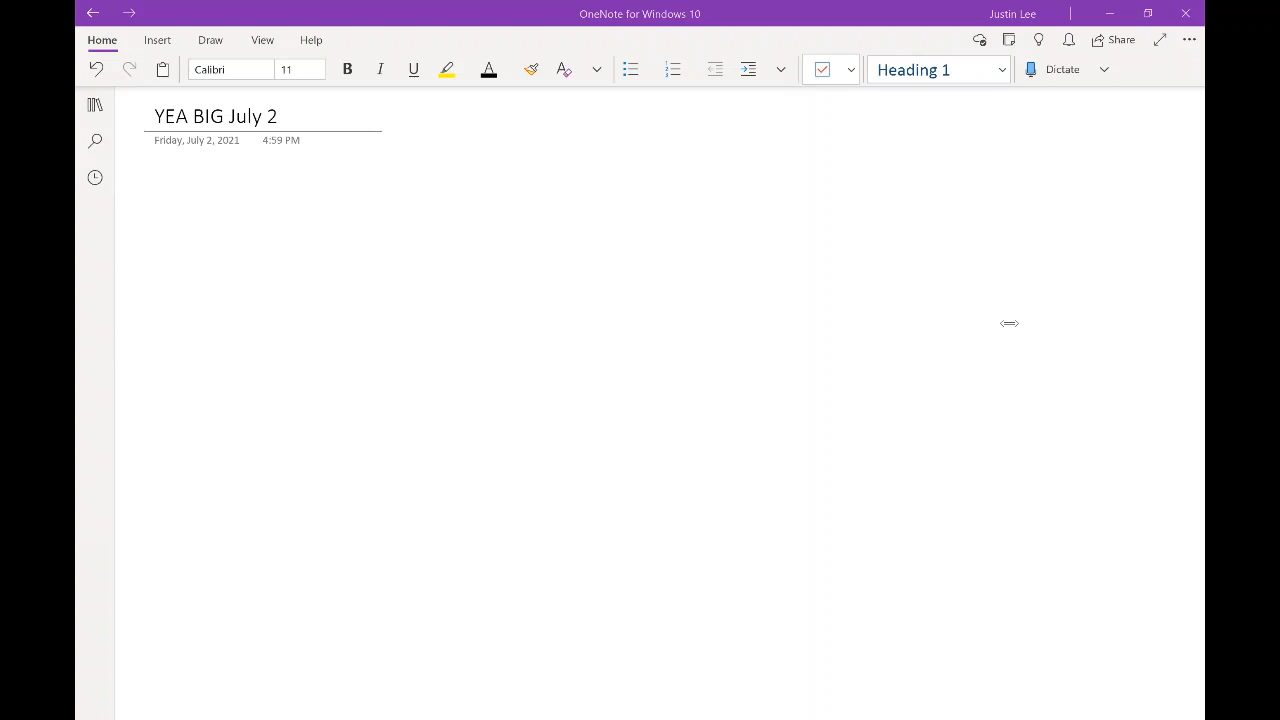 OneNote for Windows 10
Justin Lee
Home Insert Draw View Help
Share
Calibri 11 B I U A Heading 1 Dictate
YEA BIG July 2
Friday, July 2, 2021 4:59 PM